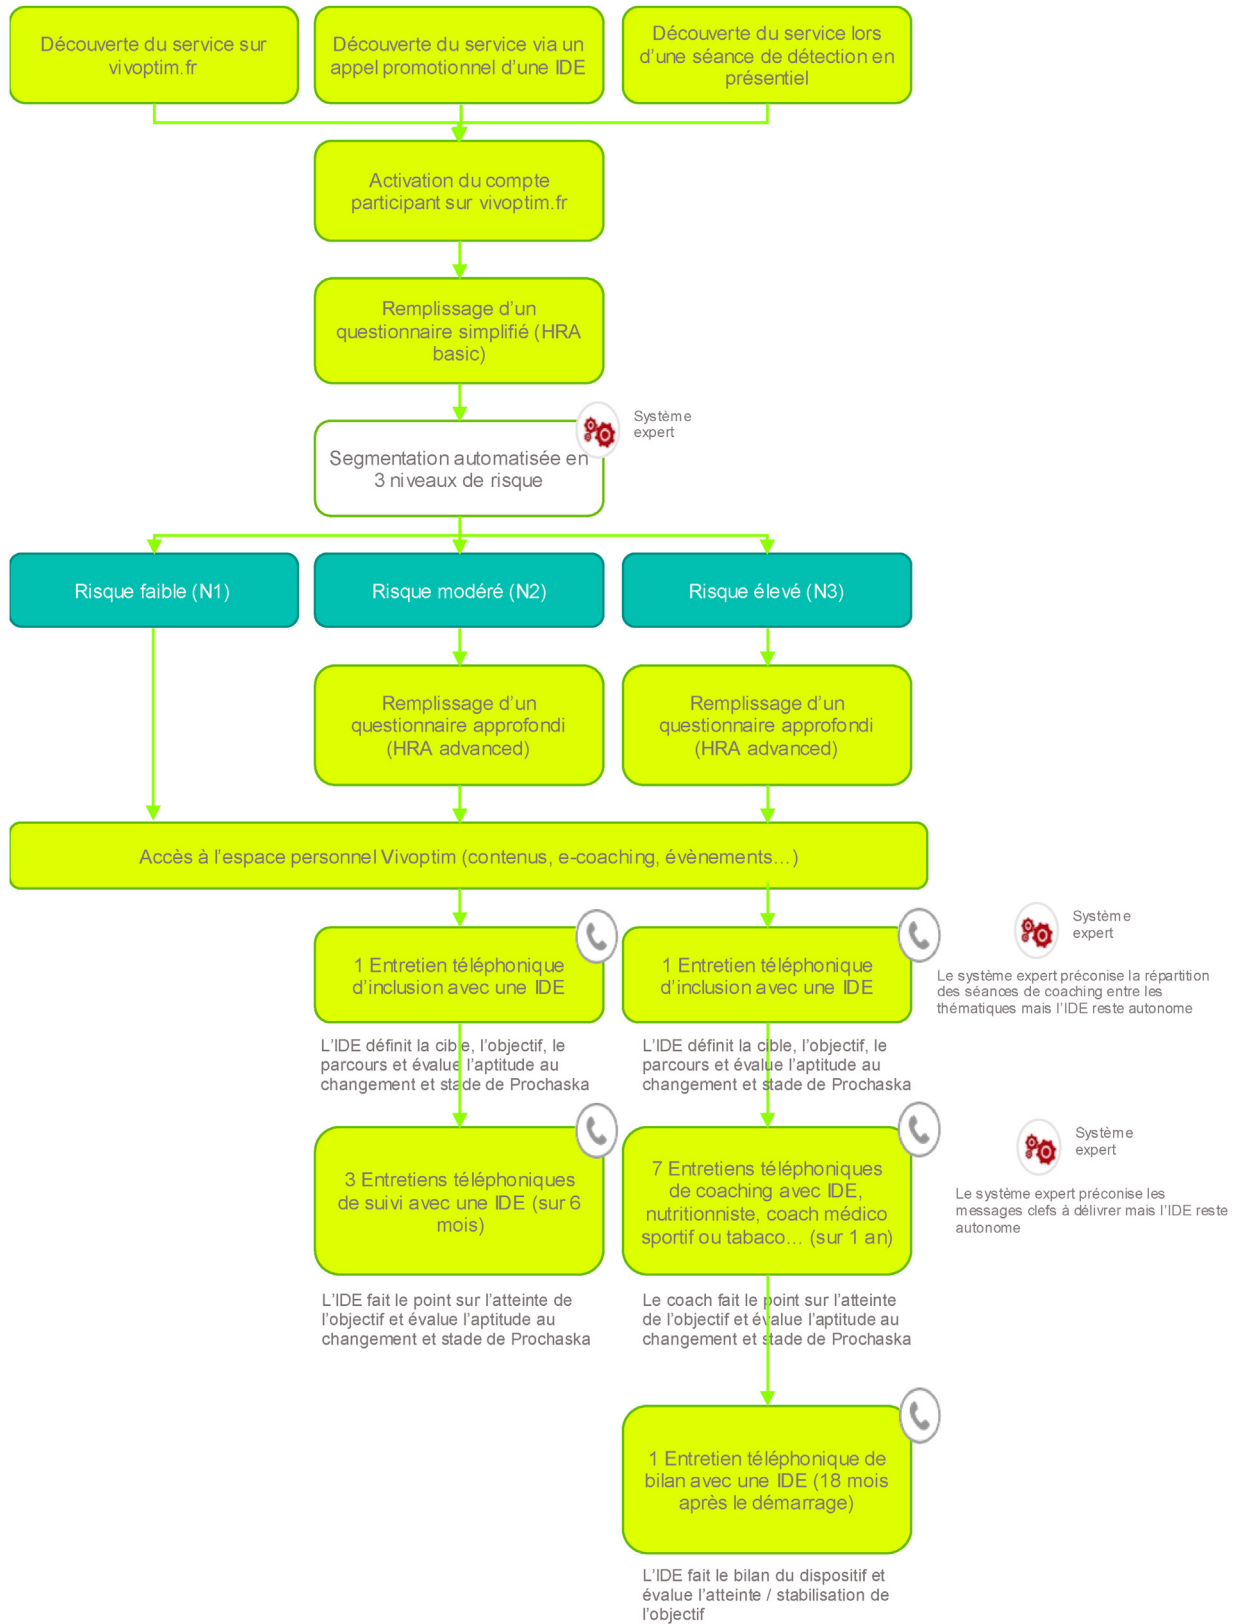 Découverte du service sur
vivoptim.fr
Découverte du service via un
appel promotionnel d’une IDE
Découverte du service lors
d’une séance de détection en
présentiel
Activation du compte
participant sur vivoptim.fr
Remplissage d’un
questionnaire simplifié (HRA
basic)
Système
expert
Segmentation automatisée en
3 niveaux de risque
Risque faible (N1)
Risque modéré (N2)
Risque élevé (N3)
Remplissage d’un
questionnaire approfondi
(HRA advanced)
Remplissage d’un
questionnaire approfondi
(HRA advanced)
Accès à l’espace personnel Vivoptim (contenus, e-coaching, évènements…)
1 Entretien téléphonique
d’inclusion avec une IDE
1 Entretien téléphonique
d’inclusion avec une IDE
Système
expert
Le système expert préconise la répartition
des séances de coaching entre les
thématiques mais l’IDE reste autonome
L’IDE définit la cible, l’objectif, le
parcours et évalue l’aptitude au
changement et stade de Prochaska
L’IDE définit la cible, l’objectif, le
parcours et évalue l’aptitude au
changement et stade de Prochaska
3 Entretiens téléphoniques
de suivi avec une IDE (sur 6
mois)
7 Entretiens téléphoniques
de coaching avec IDE,
nutritionniste, coach médico
sportif ou tabaco… (sur 1 an)
Système
expert
Le système expert préconise les
messages clefs à délivrer mais l’IDE reste
autonome
L’IDE fait le point sur l’atteinte de
l’objectif et évalue l’aptitude au
changement et stade de Prochaska
Le coach fait le point sur l’atteinte
de l’objectif et évalue l’aptitude au
changement et stade de Prochaska
1 Entretien téléphonique de
bilan avec une IDE (18 mois
après le démarrage)
L’IDE fait le bilan du dispositif et
évalue l’atteinte / stabilisation de
l’objectif